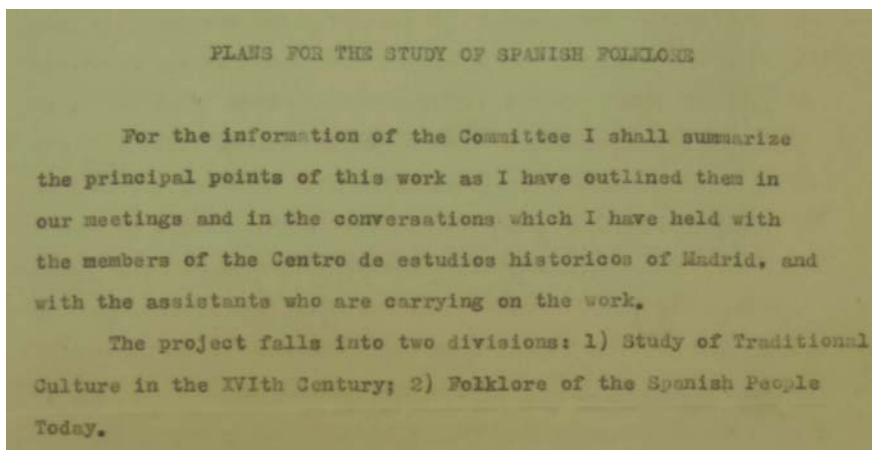 PLANS FOR THE STUDY OF SPANISH FOLKLORE
For the information of the Committee I shall summarize
the principal points of this work as I have outlined them in
our meetings and in the conversations which I have held with
the members of the Centro de estudios historicos of Madrid, and
with the assistants who are carrying on the work.
The project falls into two divisions: 1) Study of Traditional
Culture in the XVIth Century; 2) Folklore of the Spanish People
Today.